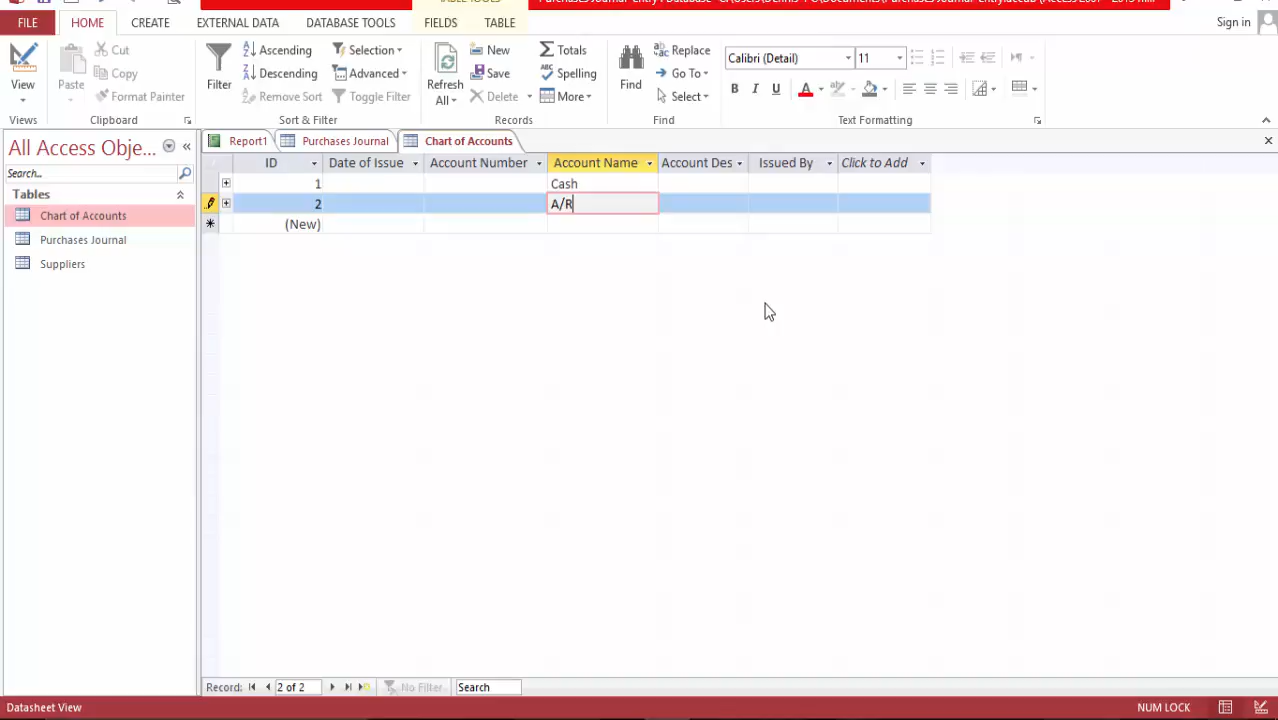 TABLE TOOLS
Purchases Journal
FILE
HOME
CREATE
EXTERNAL DATA
DATABASE TOOLS
FIELDS
TABLE
Sign in
View
Views
Paste
Cut
Copy
Format Painter
Clipboard
Filter
Ascending
Descending
Remove Sort
Selection
Advanced
Toggle Filter
Sort & Filter
Refresh
All
New
Save
Delete
Totals
Spelling
More
Records
Find
Replace
Go To
Select
Find
Calibri (Detail)
11
B I U
A
Text Formatting
All Access Obje...
Search...
Tables
Chart of Accounts
Purchases Journal
Suppliers
Report1
Purchases Journal
Chart of Accounts
ID Date of Issue Account Number Account Name Account Des Issued By Click to Add
1 Cash
2 A/R
(New)
Record: 2 of 2 No Filter Search
Datasheet View
NUM LOCK